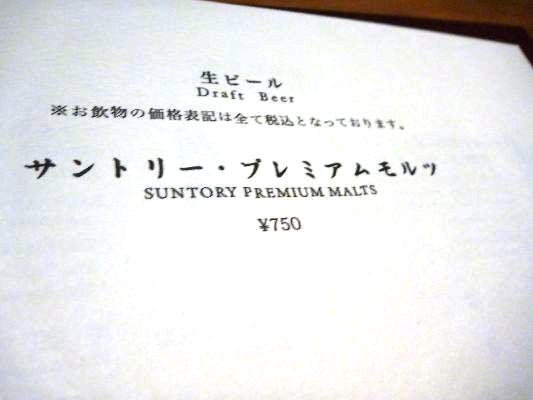 生ビール
Draft Beer
※お飲物の価格表記は全て税込となっております。
サントリー・プレミアムモルツ
SUNTORY PREMIUM MALTS
¥750